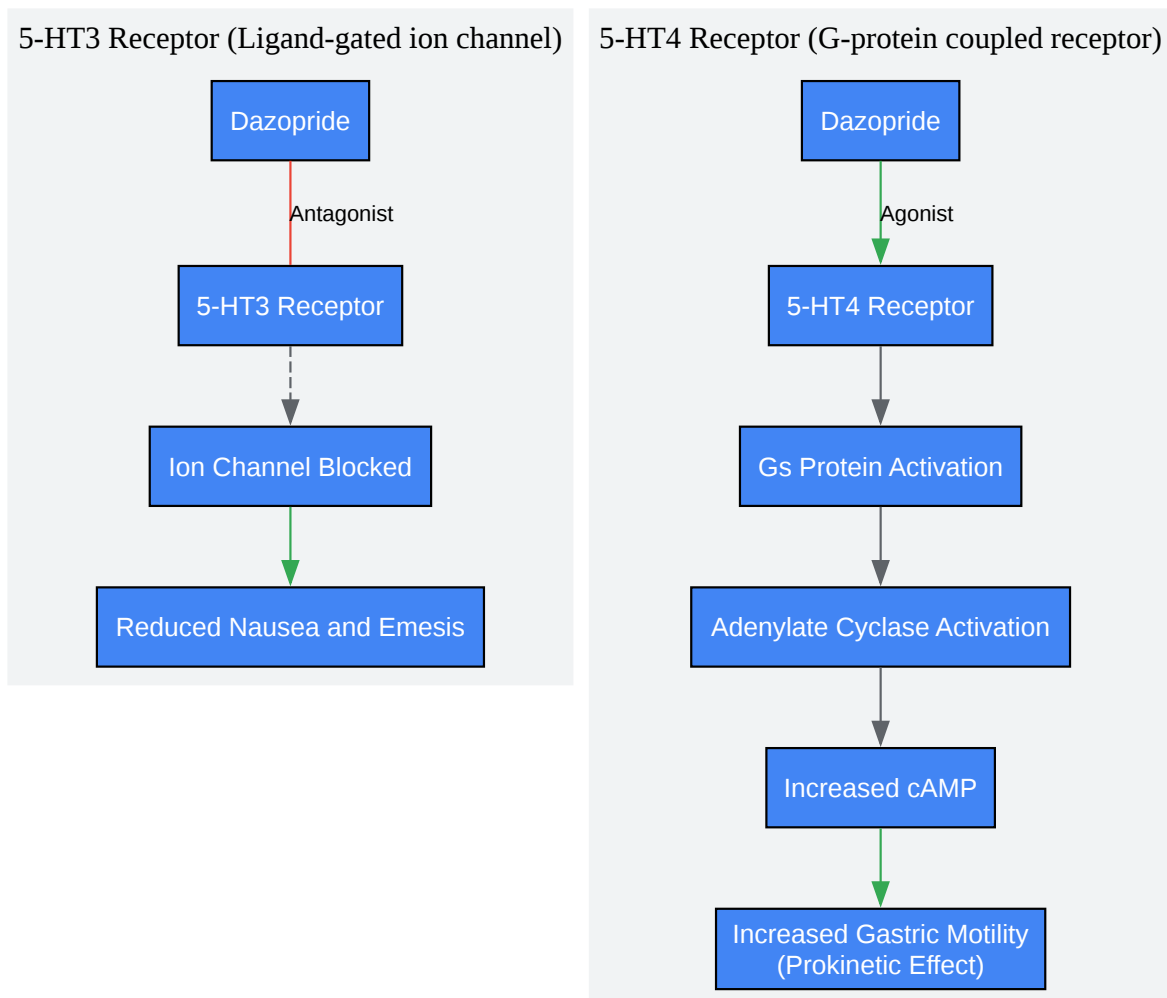 5-HT3 Receptor (Ligand-gated ion channel)
Dazopride
Antagonist
5-HT3 Receptor
Ion Channel Blocked
Reduced Nausea and Emesis
5-HT4 Receptor (G-protein coupled receptor)
Dazopride
Agonist
5-HT4 Receptor
Gs Protein Activation
Adenylate Cyclase Activation
Increased cAMP
Increased Gastric Motility
(Prokinetic Effect)